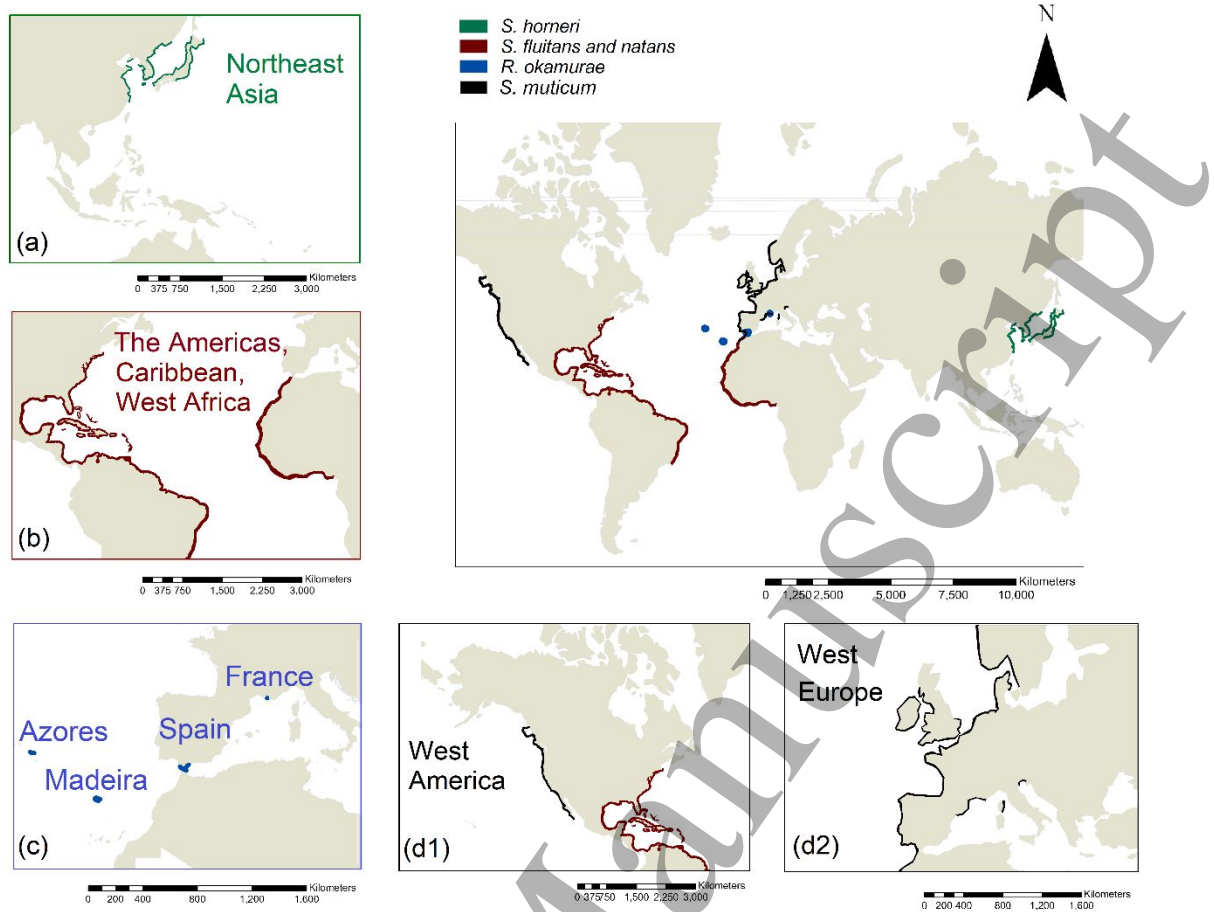 N
S. horneri
S. fluitans and natans
R. okamurae
S. muticum
Northeast
Asia
(a)
Kilometers
0 375 750 1,500 2,250 3,000
The Americas,
Caribbean,
West Africa
(b)
Kilometers
0 375 750 1,500 2,250 3,000
Kilometers
0 1,250 2,500 5,000 7,500 10,000
France
Azores
Spain
Madeira
(c)
Kilometers
0 200 400 800 1,200 1,600
West
America
(d1)
Kilometers
0 375 750 1,500 2,250 3,000
West
Europe
(d2)
Kilometers
0 200 400 800 1,200 1,600
Manuscript